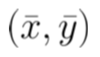 (x̄, ȳ)